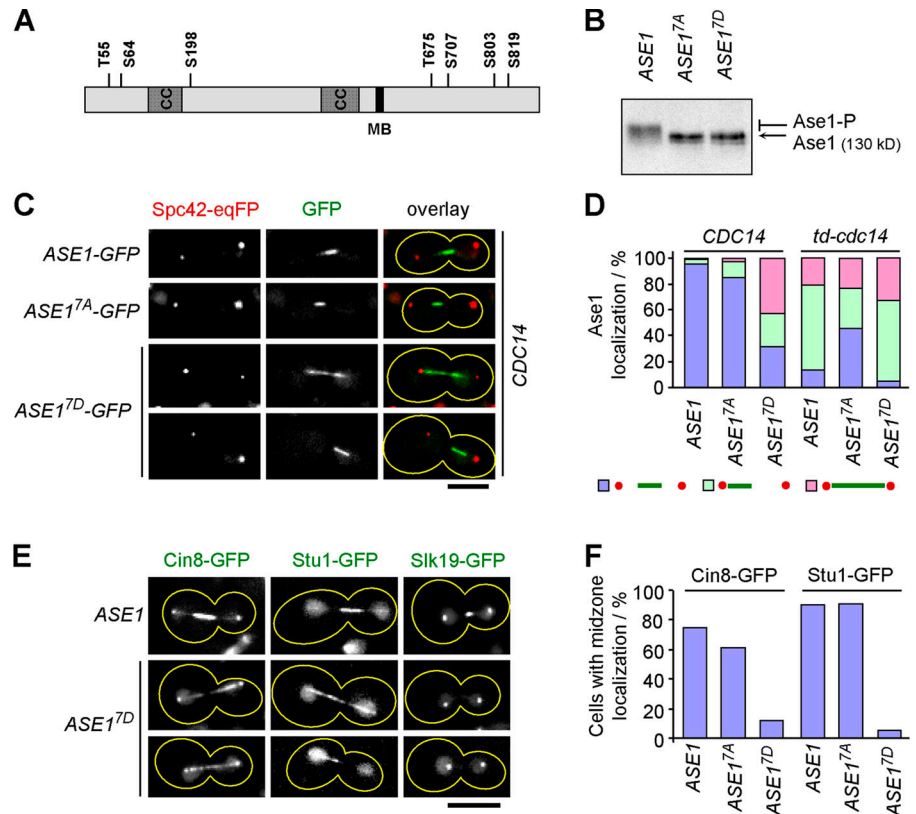 A
T55 S64 S198 T675 S707 S803 S819
CC CC
MB
B
ASE1 ASE1^7A ASE1^7D
Ase1-P
Ase1 (130 kD)
C
Spc42-eqFP GFP overlay
ASE1-GFP
ASE1^7A-GFP
ASE1^7D-GFP
CDC14
D
CDC14 td-cdc14
Ase1 localization / %
100
80
60
40
20
0
ASE1 ASE1^7A ASE1^7D ASE1 ASE1^7A ASE1^7D
E
Cin8-GFP Stu1-GFP Slk19-GFP
ASE1
ASE1^7D
F
Cin8-GFP Stu1-GFP
Cells with midzone localization / %
100
80
60
40
20
0
ASE1 ASE1^7A ASE1^7D ASE1 ASE1^7A ASE1^7D